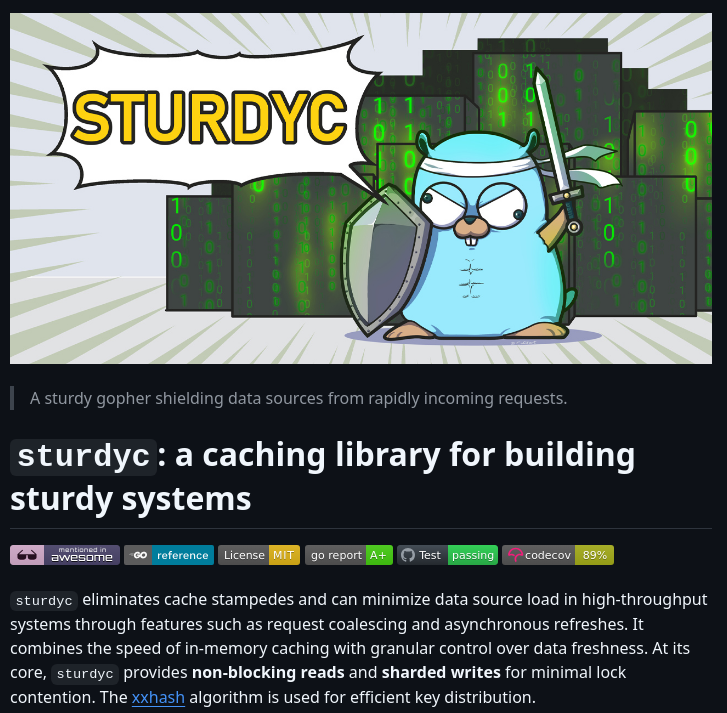 STURDYC
A sturdy gopher shielding data sources from rapidly incoming requests.
sturdyc: a caching library for building
sturdy systems
mentioned in awesome GO reference License MIT go report A+ Test passing codecov 89%
sturdyc eliminates cache stampedes and can minimize data source load in high-throughput
systems through features such as request coalescing and asynchronous refreshes. It
combines the speed of in-memory caching with granular control over data freshness. At its
core, sturdyc provides non-blocking reads and sharded writes for minimal lock
contention. The xxhash algorithm is used for efficient key distribution.